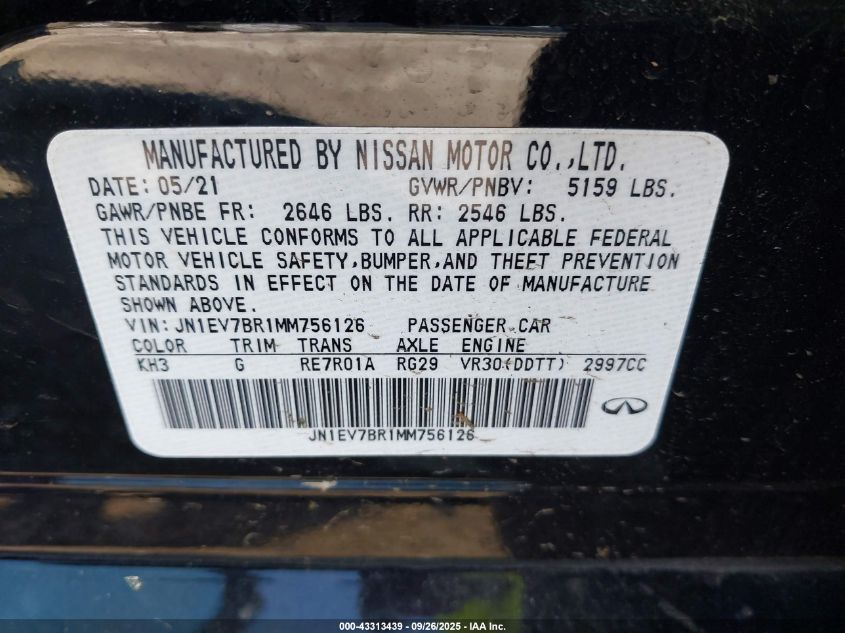 MANUFACTURED BY NISSAN MOTOR CO.,LTD.
DATE: 05/21 GVWR/PNBV: 5159 LBS.
GAWR/PNBE FR: 2646 LBS. RR: 2546 LBS.
THIS VEHICLE CONFORMS TO ALL APPLICABLE FEDERAL
MOTOR VEHICLE SAFETY,BUMPER,AND THEFT PREVENTION
STANDARDS IN EFFECT ON THE DATE OF MANUFACTURE
SHOWN ABOVE.
VIN: JN1EV7BR1MM756126 PASSENGER CAR
COLOR TRIM TRANS AXLE ENGINE
KH3 G RE7R01A RG29 VR30(DDTT) 2997CC
JN1EV7BR1MM756126
000-43313439 - 09/26/2025 - IAA Inc.